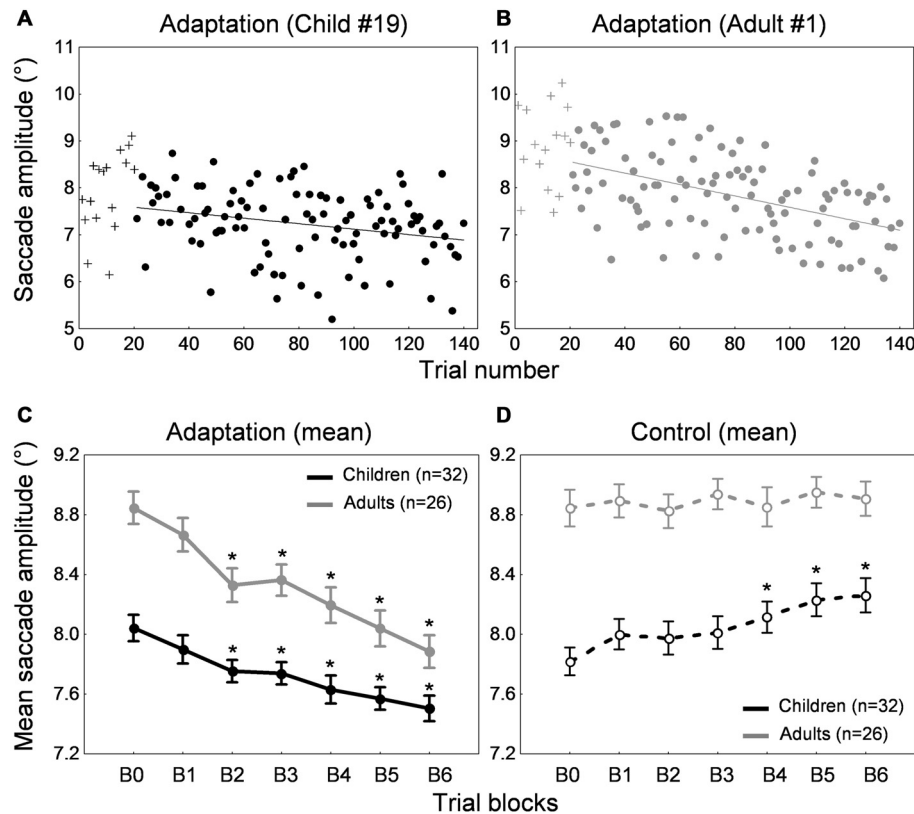 A Adaptation (Child #19)
B Adaptation (Adult #1)
Saccade amplitude (°)
11
10
9
8
7
6
5
0 20 40 60 80 100 120 140
11
10
9
8
7
6
5
0 20 40 60 80 100 120 140
Trial number
C Adaptation (mean)
D Control (mean)
Mean saccade amplitude (°)
9.2
8.8
8.4
8.0
7.6
7.2
Children (n=32)
Adults (n=26)
* * * * *
* * * * *
B0 B1 B2 B3 B4 B5 B6
9.2
8.8
8.4
8.0
7.6
7.2
* * *
Children (n=32)
Adults (n=26)
B0 B1 B2 B3 B4 B5 B6
Trial blocks